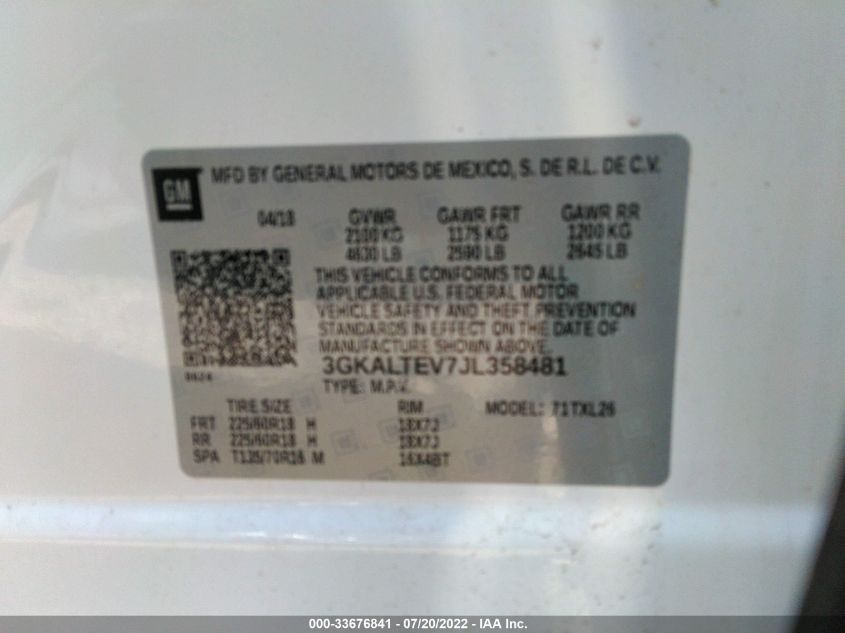 GM
MFD BY GENERAL MOTORS DE MEXICO, S. DE R.L. DE C.V.
04/18 GVWR GAWR FRT GAWR RR
2100 KG 1175 KG 1200 KG
4630 LB 2590 LB 2645 LB
THIS VEHICLE CONFORMS TO ALL
APPLICABLE U.S. FEDERAL MOTOR
VEHICLE SAFETY AND THEFT PREVENTION
STANDARDS IN EFFECT ON THE DATE OF
MANUFACTURE SHOWN ABOVE.
3GKALTEV7JL358481
TYPE: M.P.V.
TIRE SIZE RIM MODEL: 71TXL26
FRT 225/60R18 H 18X7J
RR 225/60R18 H 18X7J
SPA T135/70R16 M 16X4BT
000-33676841 - 07/20/2022 - IAA Inc.